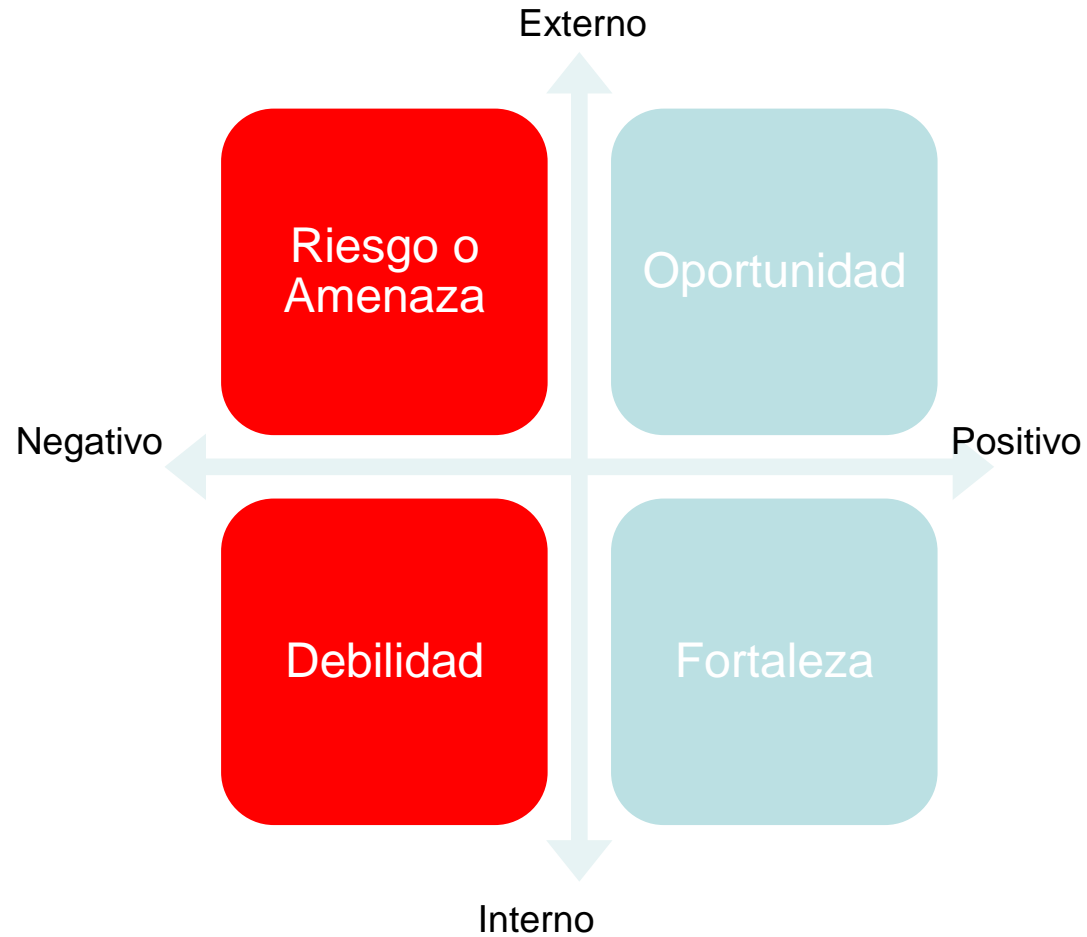 Externo
Riesgo o
Amenaza
Oportunidad
Negativo
Positivo
Debilidad
Fortaleza
Interno